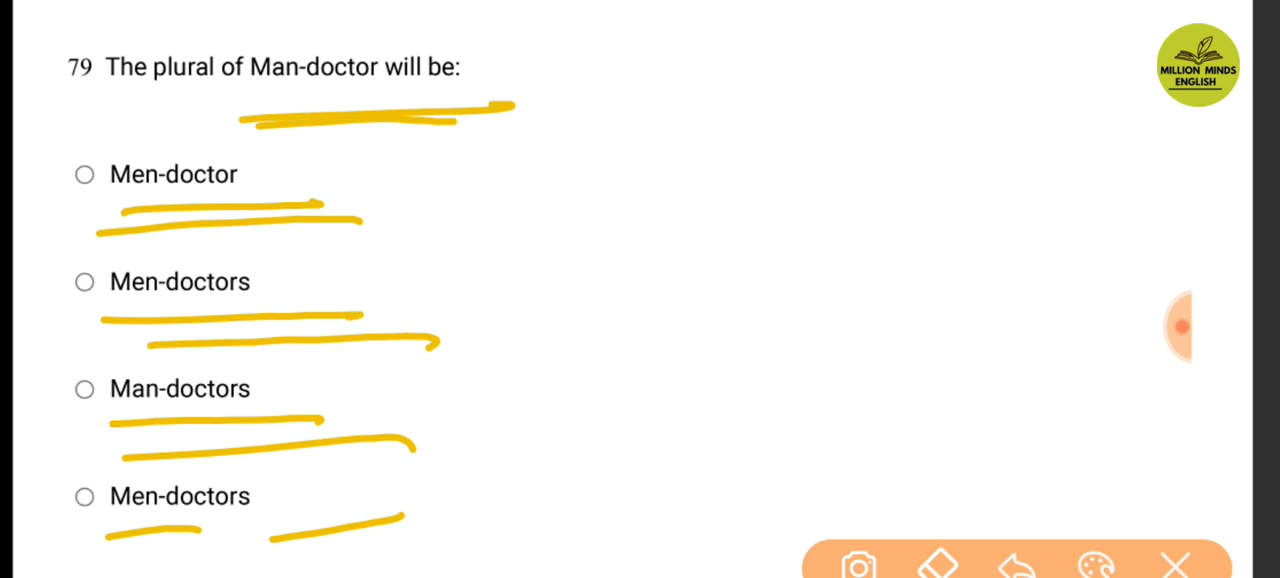 79 The plural of Man-doctor will be:
MILLION MINDS
ENGLISH
Men-doctor
Men-doctors
Man-doctors
Men-doctors